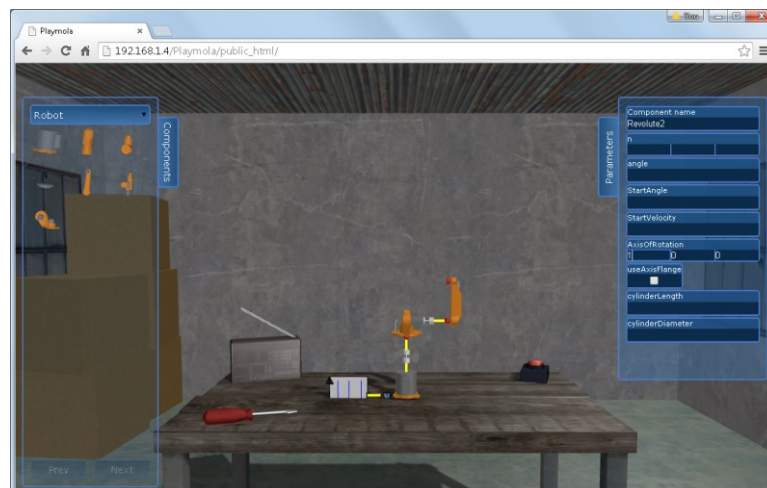 Playmola
You
192.168.1.4/Playmola/public_html/
Robot
Components
Prev
Next
Parameters
Component name
Revolute2
n
angle
StartAngle
StartVelocity
AxisOfRotation
1
0
0
useAxisFlange
cylinderLength
cylinderDiameter